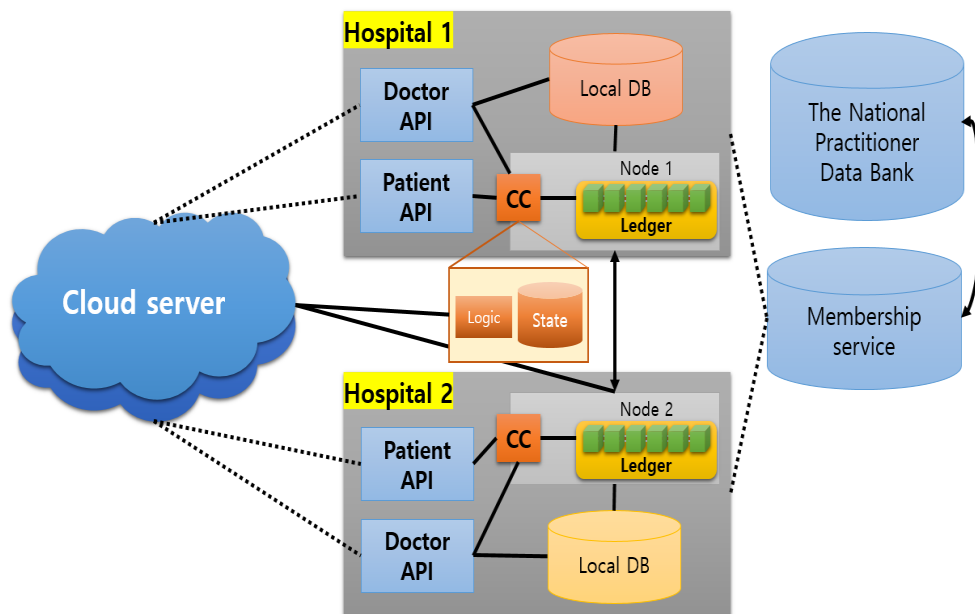 Hospital 1
Doctor
API
Local DB
Patient
API
Node 1
CC
Ledger
The National
Practitioner
Data Bank
Cloud server
Logic
State
Membership
service
Hospital 2
Node 2
CC
Ledger
Patient
API
Doctor
API
Local DB